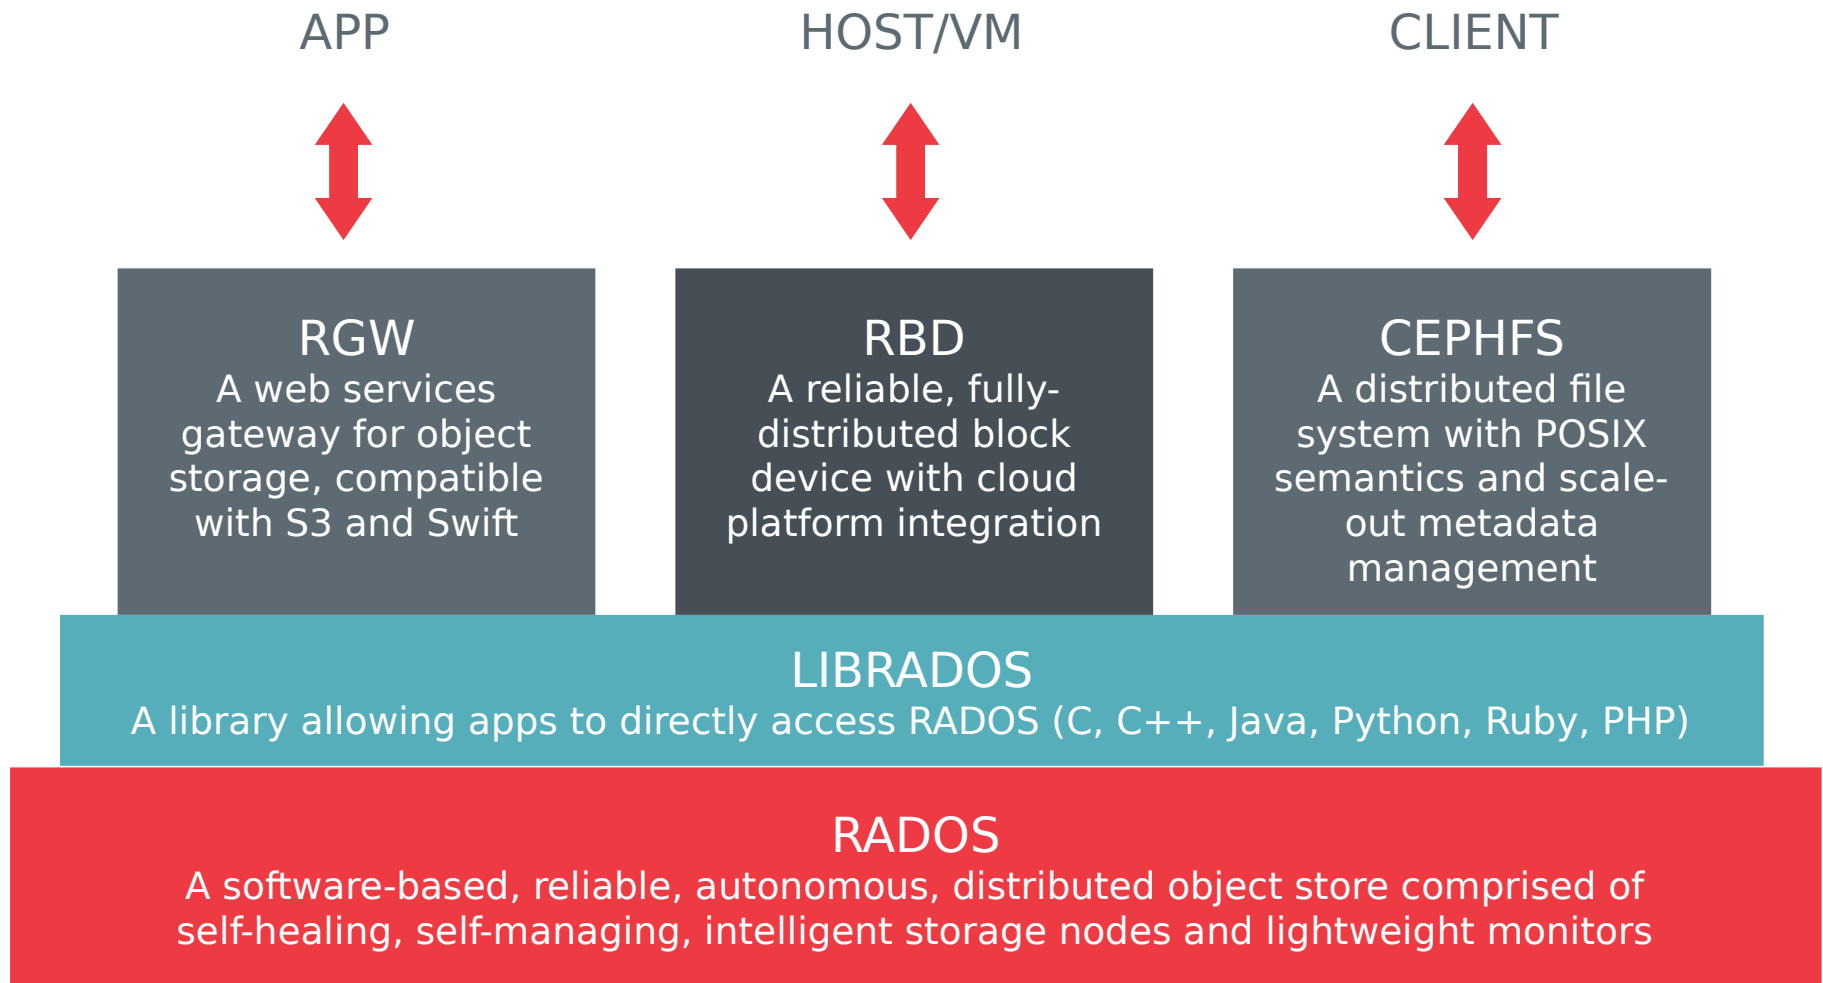 APP
HOST/VM
CLIENT
RGW
A web services
gateway for object
storage, compatible
with S3 and Swift
RBD
A reliable, fully-
distributed block
device with cloud
platform integration
CEPHFS
A distributed file
system with POSIX
semantics and scale-
out metadata
management
LIBRADOS
A library allowing apps to directly access RADOS (C, C++, Java, Python, Ruby, PHP)
RADOS
A software-based, reliable, autonomous, distributed object store comprised of
self-healing, self-managing, intelligent storage nodes and lightweight monitors